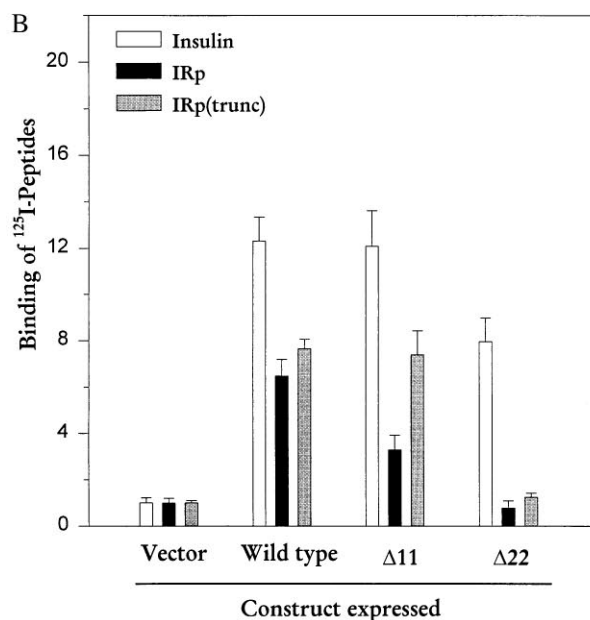 B
Insulin
IRp
IRp(trunc)
20
16
12
8
4
0
Binding of ¹²⁵I-Peptides
Vector Wild type Δ11 Δ22
Construct expressed